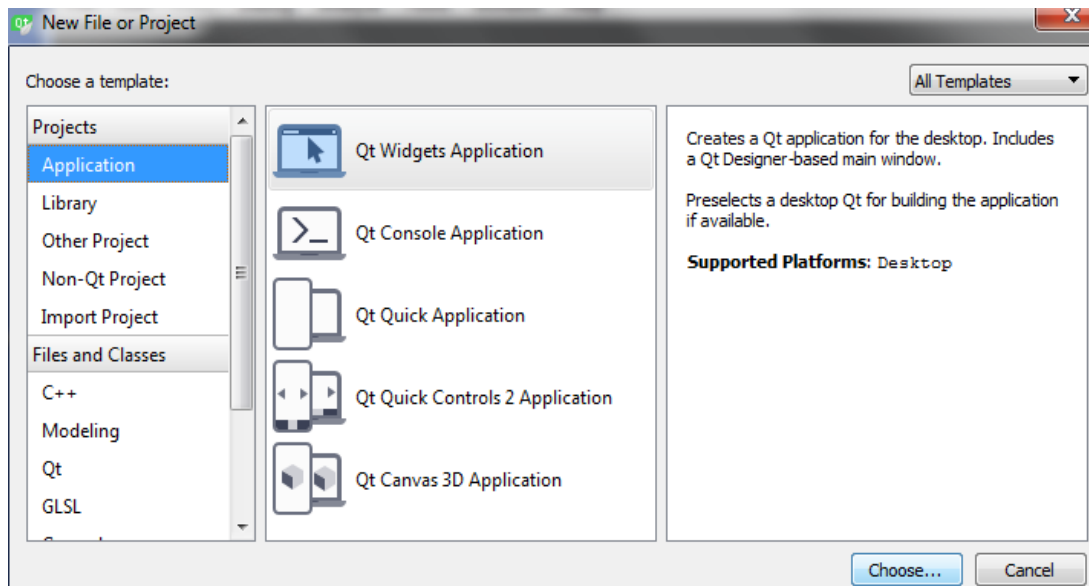 New File or Project
Choose a template:
All Templates
Projects
Application
Library
Other Project
Non-Qt Project
Import Project
Files and Classes
C++
Modeling
Qt
GLSL
Qt Widgets Application
Qt Console Application
Qt Quick Application
Qt Quick Controls 2 Application
Qt Canvas 3D Application
Creates a Qt application for the desktop. Includes
a Qt Designer-based main window.
Preselects a desktop Qt for building the application
if available.
Supported Platforms: Desktop
Choose...
Cancel